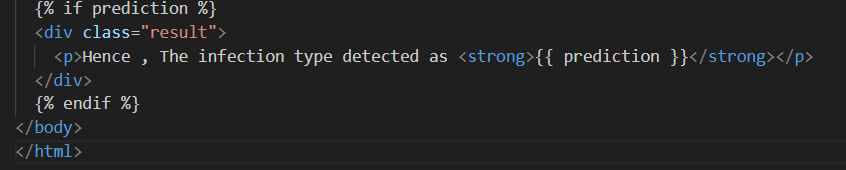 {% if prediction %}
<div class="result">
<p>Hence , The infection type detected as <strong>{{ prediction }}</strong></p>
</div>
{% endif %}
</body>
</html>